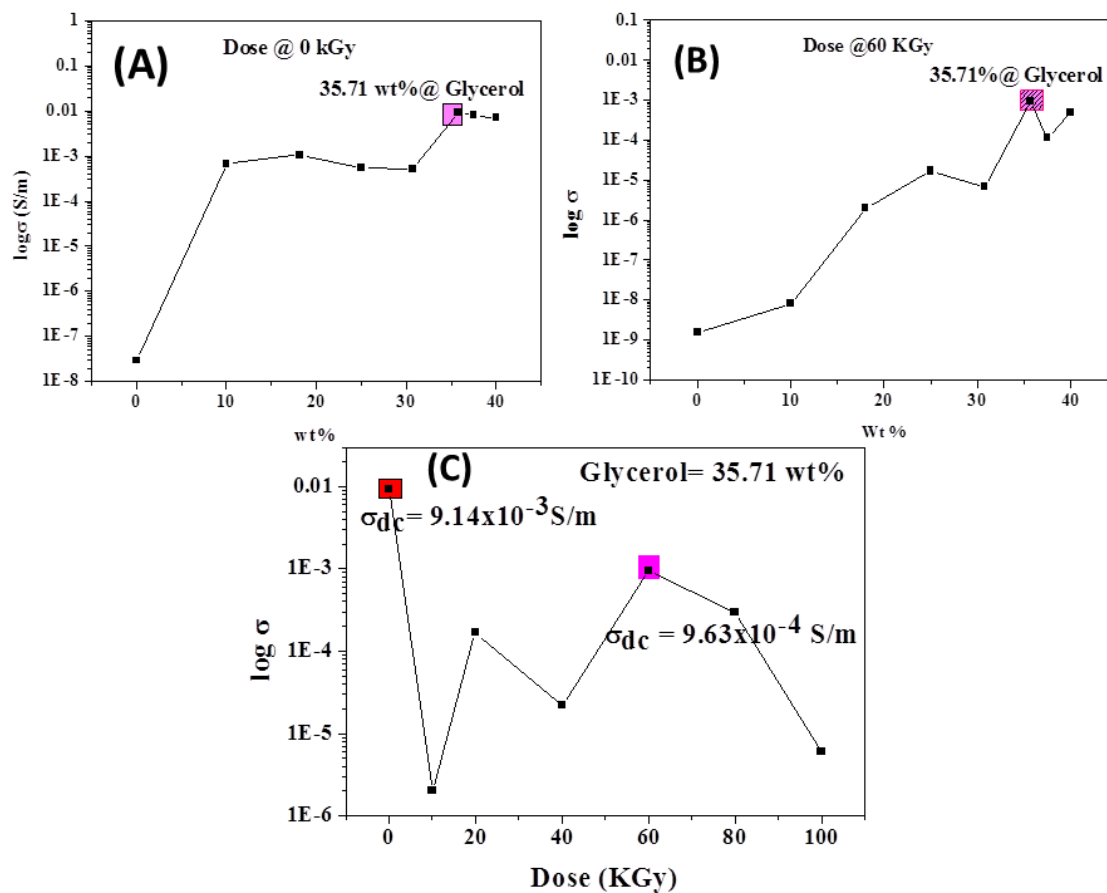 (A)
Dose @ 0 kGy
35.71 wt%@ Glycerol
logσ (S/m)
1
0.1
0.01
1E-3
1E-4
1E-5
1E-6
1E-7
1E-8
0 10 20 30 40
wt%
(B)
Dose @60 KGy
35.71%@ Glycerol
log σ
0.1
0.01
1E-3
1E-4
1E-5
1E-6
1E-7
1E-8
1E-9
1E-10
0 10 20 30 40
Wt %
(C)
Glycerol= 35.71 wt%
σdc= 9.14x10⁻³S/m
σdc = 9.63x10⁻⁴ S/m
log σ
0.01
1E-3
1E-4
1E-5
1E-6
0 20 40 60 80 100
Dose (KGy)